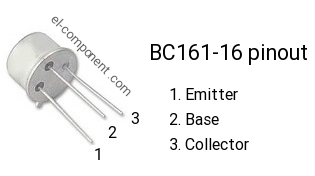 el-component.com
BC161-16 pinout
1. Emitter
2. Base
3. Collector
3
2
1